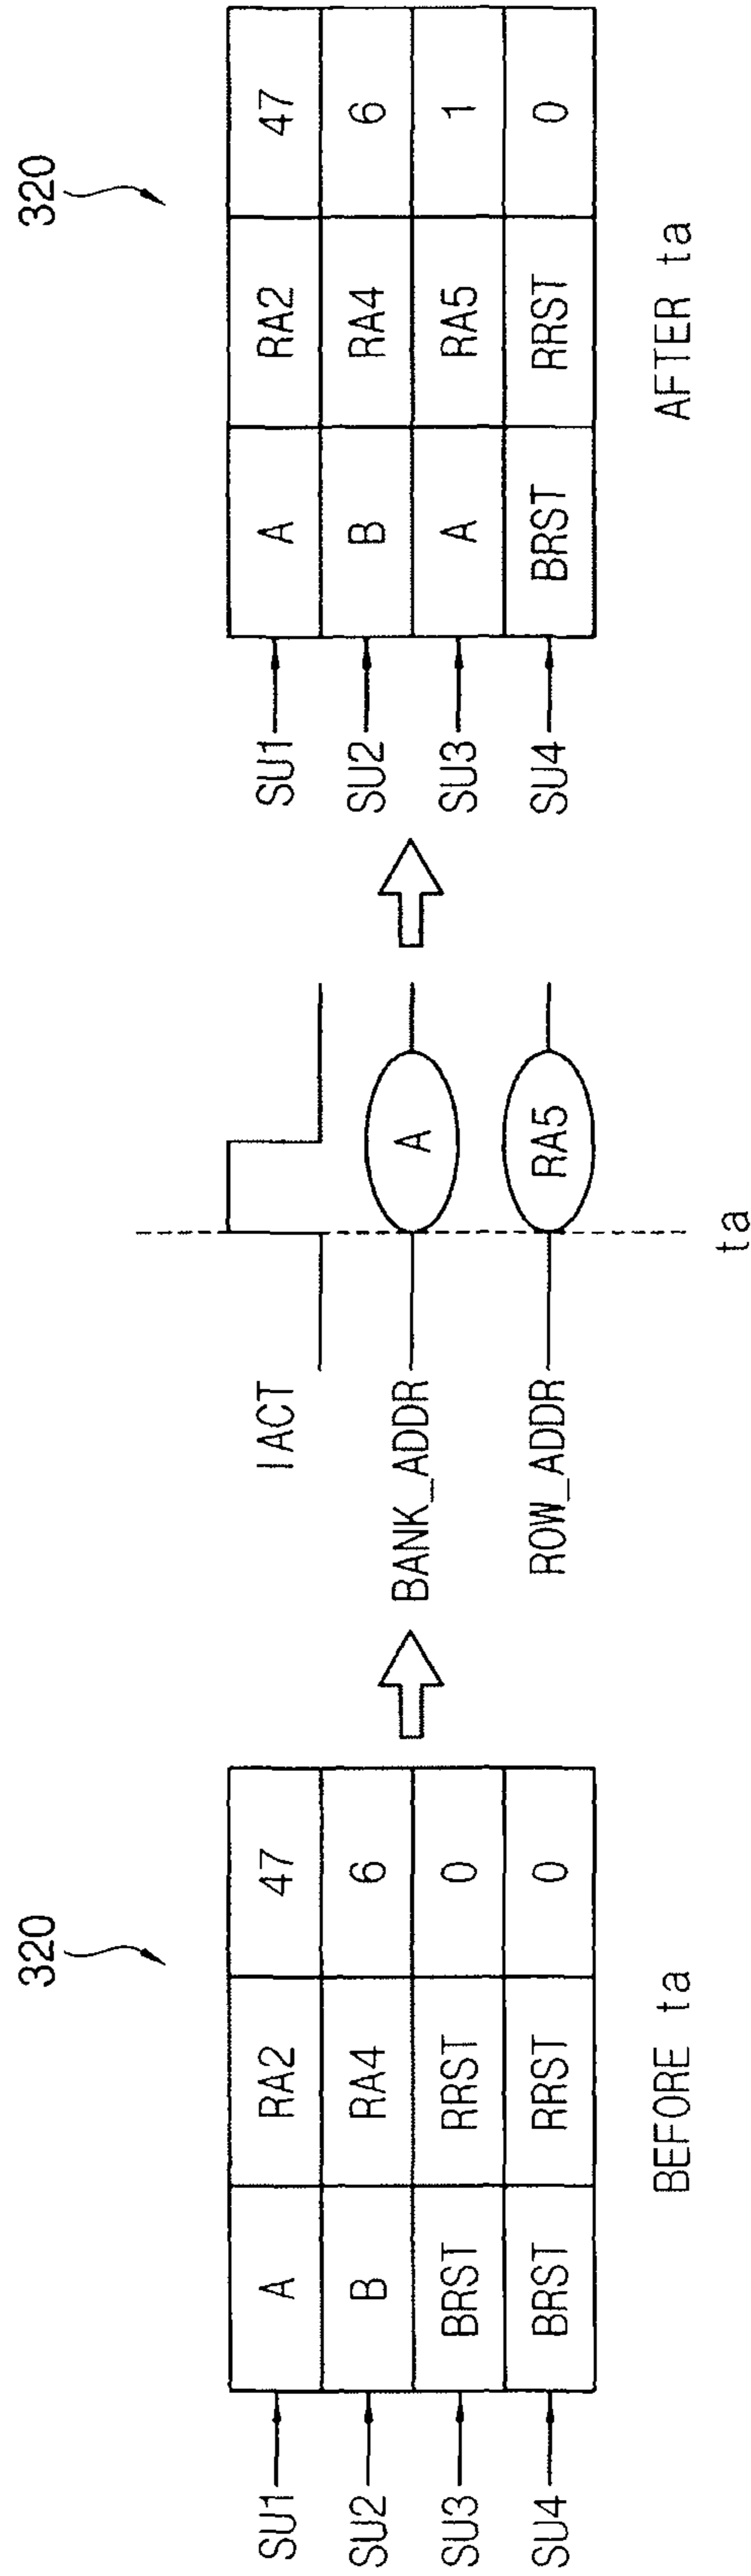 320
SU1 A RA2 47
SU2 B RA4 6
SU3 BRST RRST 0
SU4 BRST RRST 0
BEFORE ta
IACT
BANK_ADDR A
ROW_ADDR RA5
ta
320
SU1 A RA2 47
SU2 B RA4 6
SU3 A RA5 1
SU4 BRST RRST 0
AFTER ta